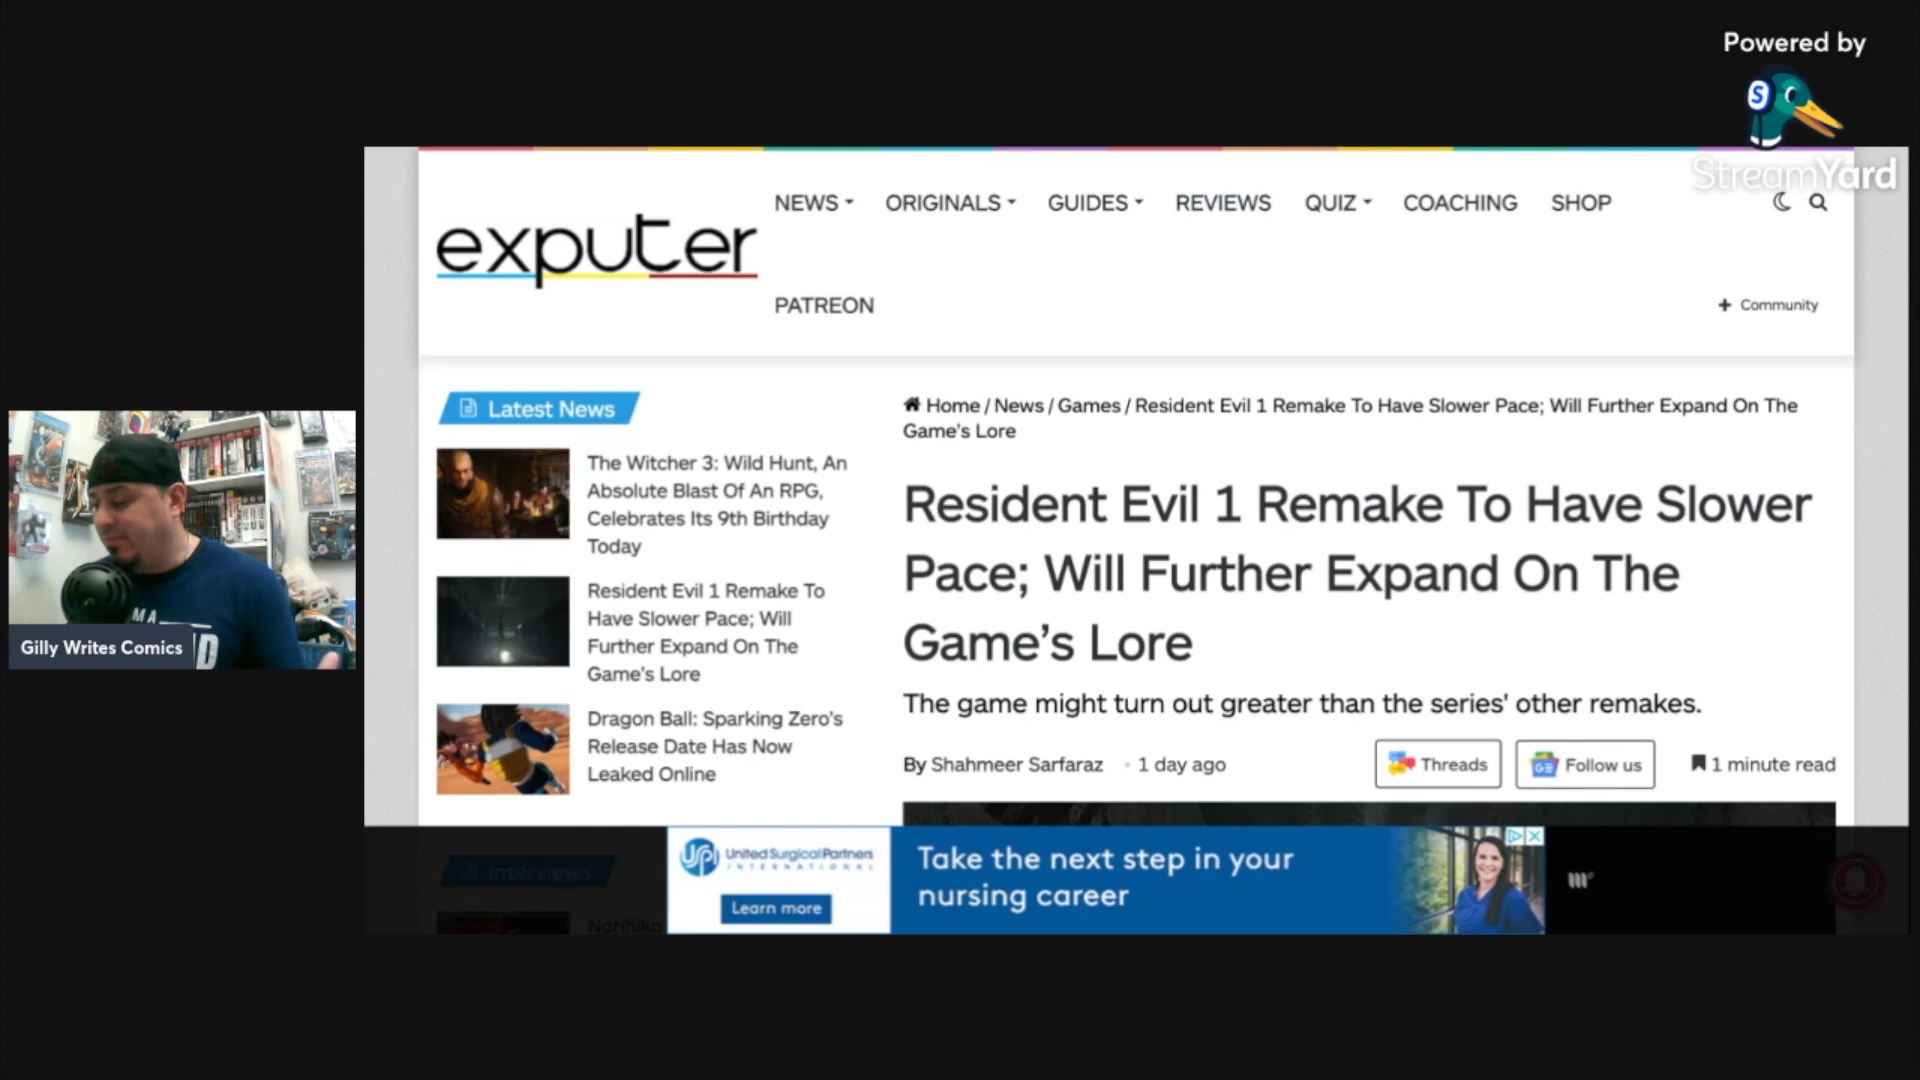 Powered by
StreamYard
NEWS
ORIGINALS
GUIDES
REVIEWS
QUIZ
COACHING
SHOP
exputer
PATREON
+ Community
Latest News
The Witcher 3: Wild Hunt, An
Absolute Blast Of An RPG,
Celebrates Its 9th Birthday
Today
Resident Evil 1 Remake To
Have Slower Pace; Will
Further Expand On The
Game's Lore
Dragon Ball: Sparking Zero's
Release Date Has Now
Leaked Online
Interviews
Home / News / Games / Resident Evil 1 Remake To Have Slower Pace; Will Further Expand On The
Game's Lore
Resident Evil 1 Remake To Have Slower
Pace; Will Further Expand On The
Game's Lore
The game might turn out greater than the series' other remakes.
By Shahmeer Sarfaraz
1 day ago
Threads
GE Follow us
1 minute read
USPI United Surgical Partners
INTERNATIONAL
Learn more
Take the next step in your
nursing career
Gilly Writes Comics